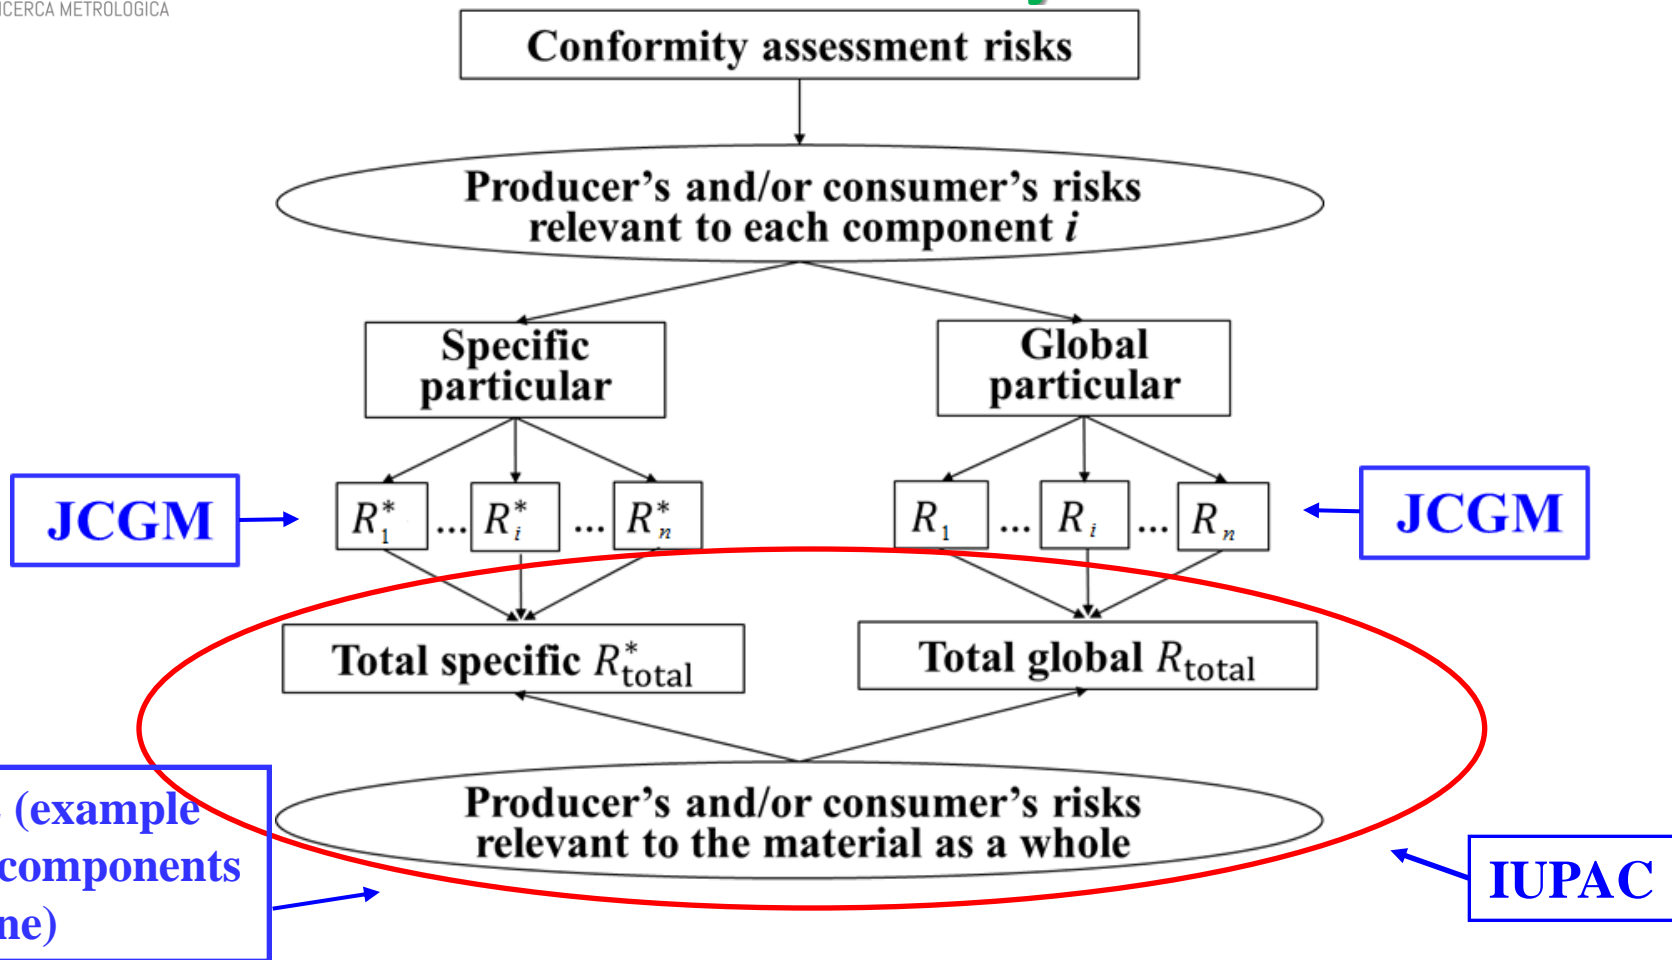 RICERCA METROLOGICA
Conformity assessment risks
Producer's and/or consumer's risks
relevant to each component i
Specific
particular
Global
particular
JCGM
R*1 ... R*i ... R*n
R1 ... Ri ... Rn
JCGM
Total specific R*total
Total global Rtotal
(example
components
Producer's and/or consumer's risks
relevant to the material as a whole
IUPAC